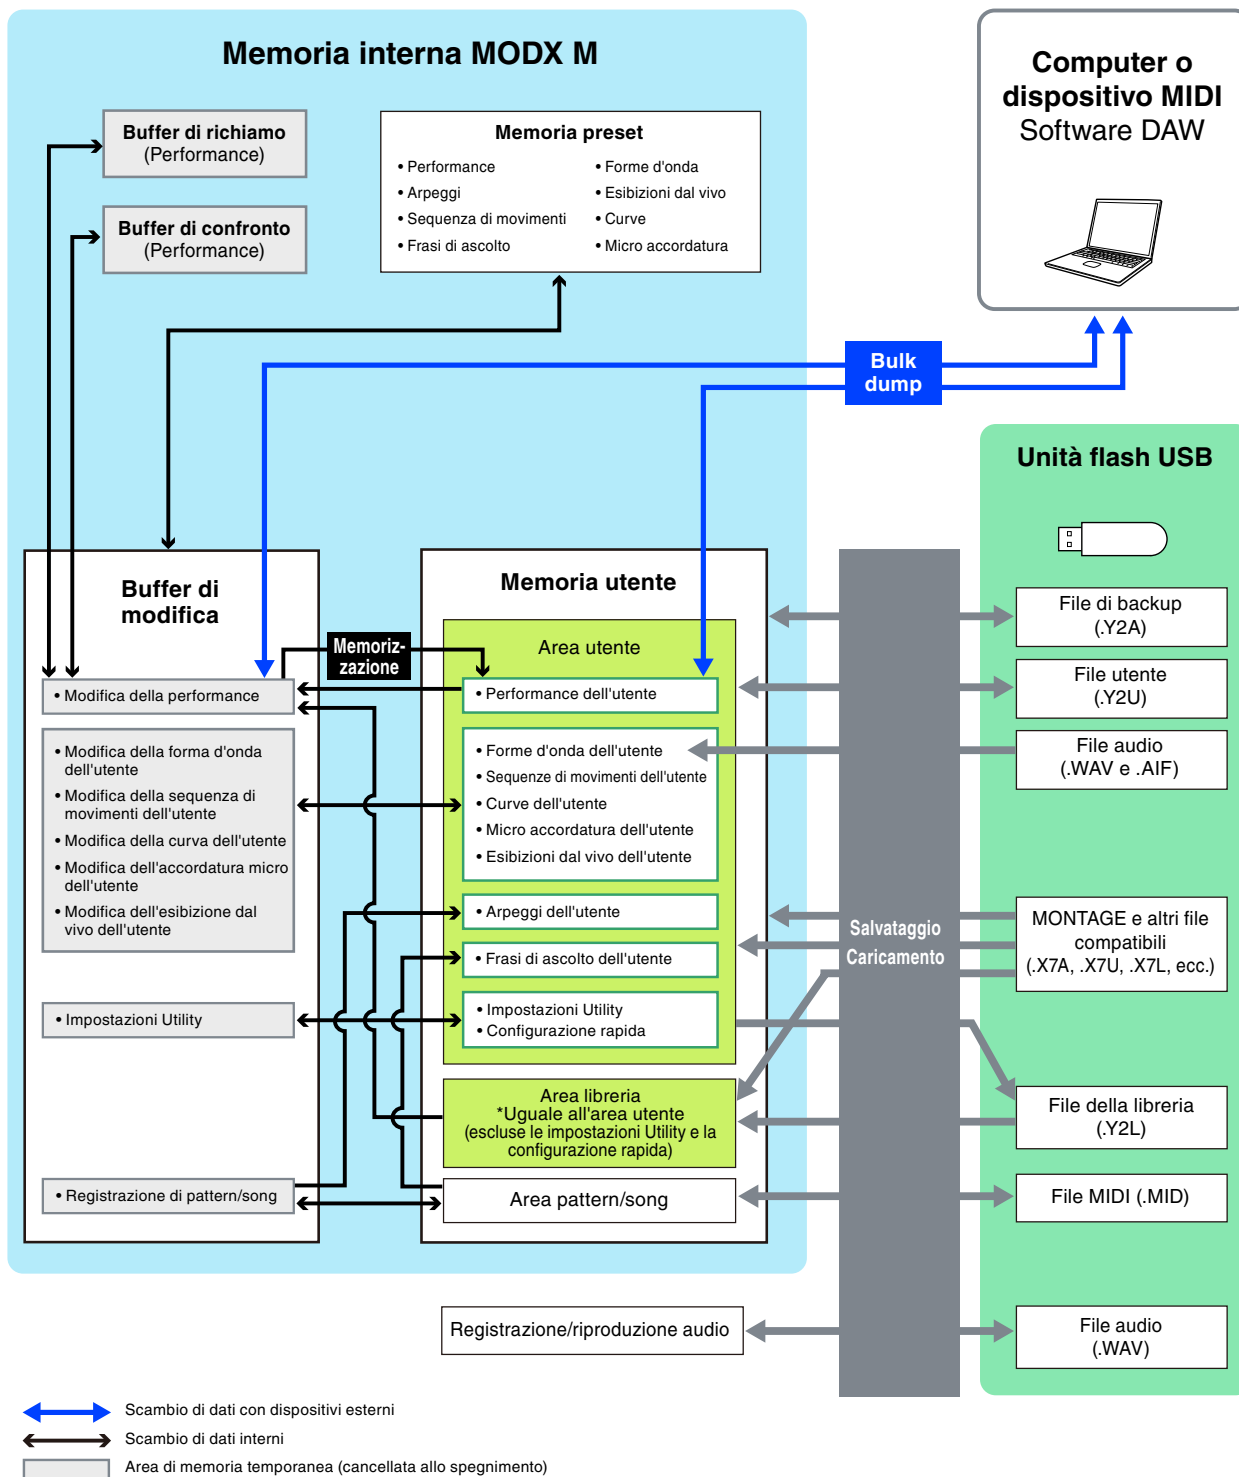 Memoria interna MODX M
Buffer di richiamo
(Performance)
Buffer di confronto
(Performance)
Memoria preset
• Performance
• Arpeggi
• Sequenza di movimenti
• Frasi di ascolto
• Forme d'onda
• Esibizioni dal vivo
• Curve
• Micro accordatura
Computer o
dispositivo MIDI
Software DAW
Bulk
dump
Unità flash USB
Buffer di
modifica
Memoriz-
zazione
• Modifica della performance
• Modifica della forma d'onda
dell'utente
• Modifica della sequenza di
movimenti dell'utente
• Modifica della curva dell'utente
• Modifica dell'accordatura micro
dell'utente
• Modifica dell'esibizione dal
vivo dell'utente
• Impostazioni Utility
• Registrazione di pattern/song
Memoria utente
Area utente
• Performance dell'utente
• Forme d'onda dell'utente
• Sequenze di movimenti dell'utente
• Curve dell'utente
• Micro accordatura dell'utente
• Esibizioni dal vivo dell'utente
• Arpeggi dell'utente
• Frasi di ascolto dell'utente
• Impostazioni Utility
• Configurazione rapida
Area libreria
*Uguale all'area utente
(escluse le impostazioni Utility e la
configurazione rapida)
Area pattern/song
Registrazione/riproduzione audio
Salvataggio
Caricamento
File di backup
(.Y2A)
File utente
(.Y2U)
File audio
(.WAV e .AIF)
MONTAGE e altri file
compatibili
(.X7A, .X7U, .X7L, ecc.)
File della libreria
(.Y2L)
File MIDI (.MID)
File audio
(.WAV)
Scambio di dati con dispositivi esterni
Scambio di dati interni
Area di memoria temporanea (cancellata allo spegnimento)